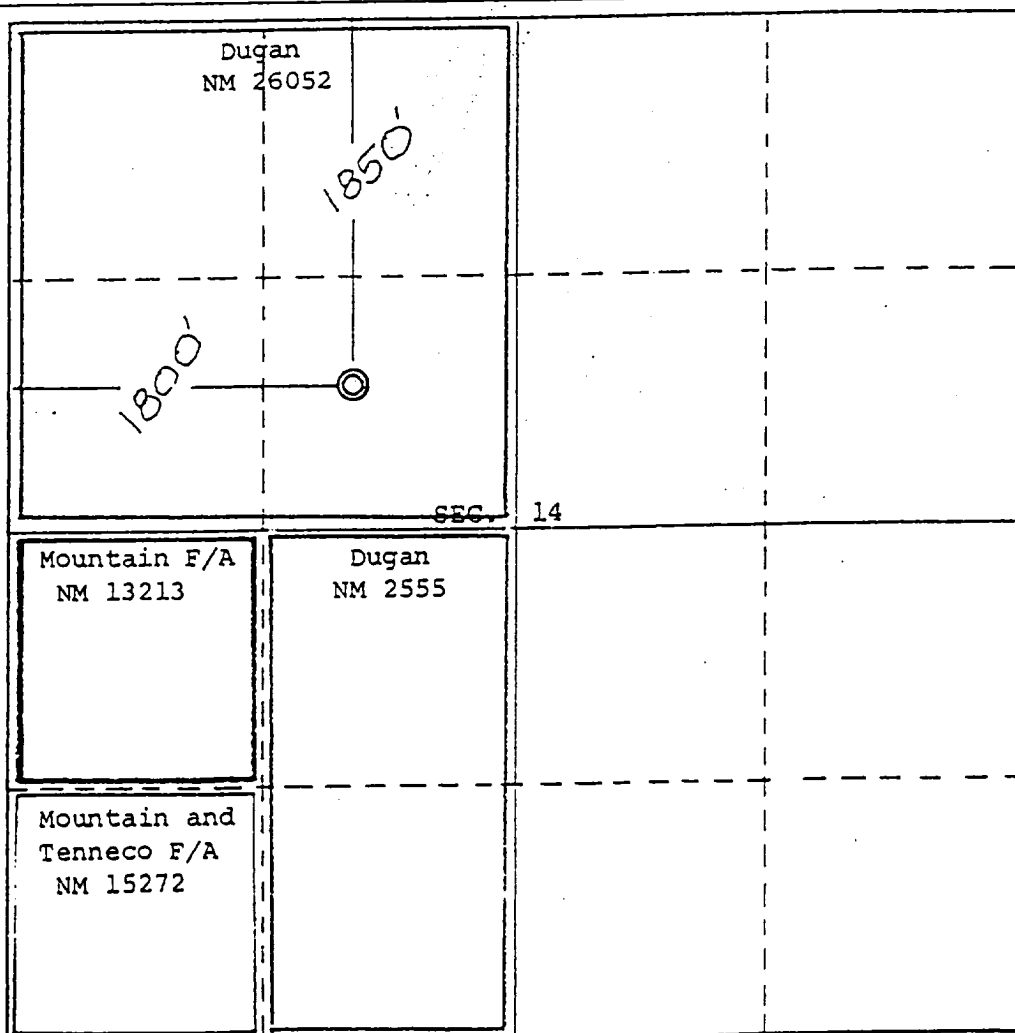 Dugan
NM 26052
1850'
1800'
SEC. 14
Mountain F/A
NM 13213
Dugan
NM 2555
Mountain and
Tenneco F/A
NM 15272